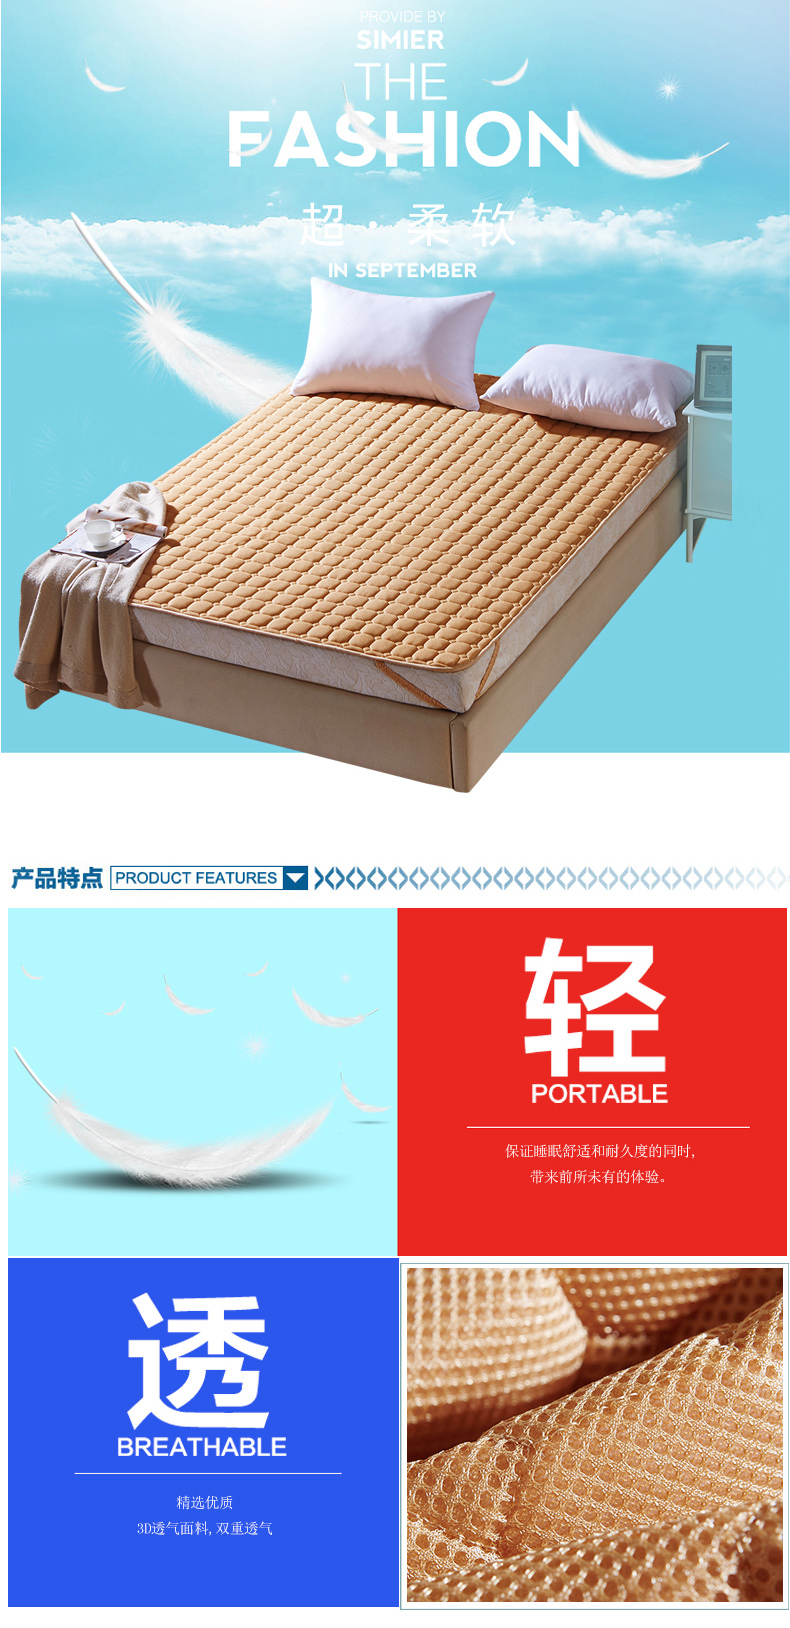 PROVIDE BY
SIMIER
THE
FASHION
超·柔软
IN SEPTEMBER
产品特点 PRODUCT FEATURES
轻
PORTABLE
保证睡眠舒适和耐久度的同时,
带来前所未有的体验。
透
BREATHABLE
精选优质
3D透气面料,双重透气